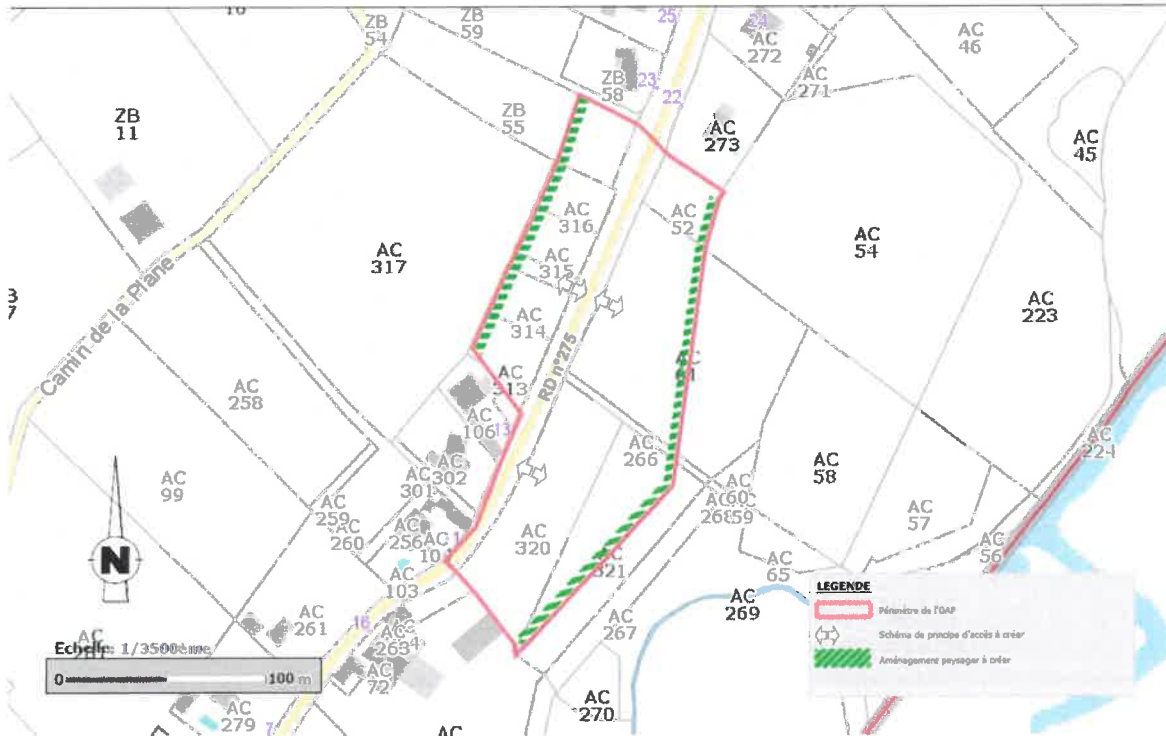 16
25
24
ZB
54
ZB
59
AC
272
AC
46
AC
271
ZB
58
23
22
ZB
11
ZB
55
AC
273
AC
45
AC
316
AC
52
AC
54
AC
317
AC
315
AC
223
AC
314
Camin de la Plane
RD n°275
AC
313
AC
258
AC
106
13
AC
266
AC
224
AC
302
AC
301
AC
58
AC
99
AC
259
AC
260
AC
60
AC
256
AC
320
AC
57
AC
56
AC
321
AC
65
AC
103
AC
269
AC
267
AC
261
16
AC
263
AC
72
AC
270
AC
279
7
AC
N
Echelle: 1/3500ème
0
100 m
LEGENDE
Périmètre de l'OAP
Schéma de principe d'accès à créer
Aménagement paysager à créer